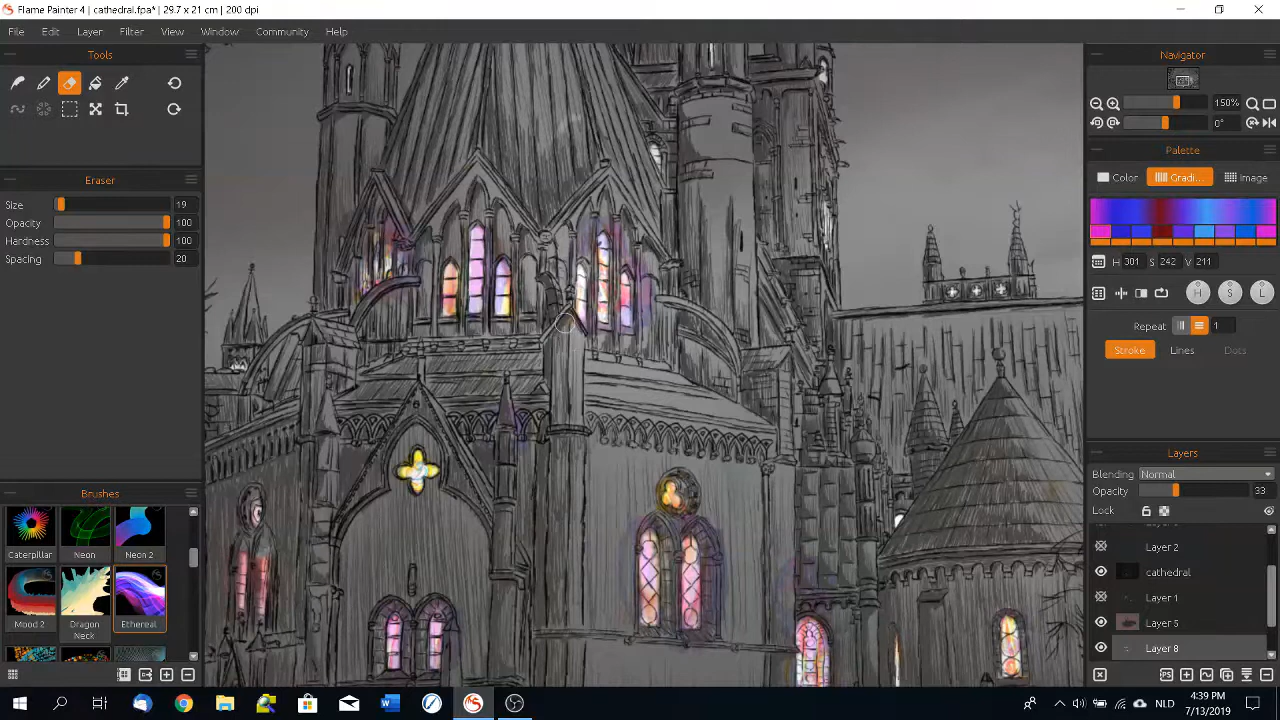 Flame Painter 4 | cathedral.fpa* | 29.7 x 21 cm | 200 dpi
File Edit Layer Filter View Window Community Help
Tools
Eraser
Size 19
Opacity 100
Hardness 100
Spacing 20
Brushes
Caterpillar Neon Neon 2
Mood 2 Dragon Neck Ethereal
Navigator
150%
0°
Palette
Color Gradi... Image
H 301 S 242 V 211
H S L
Repeat 1
Stroke Lines Dots
Layers
Blending Normal
Opacity 33
Lock
Layer 2
cathedral
Layer 1
Layer 5
Layer 8
PS
NLD
4:39 PM
7/13/2019